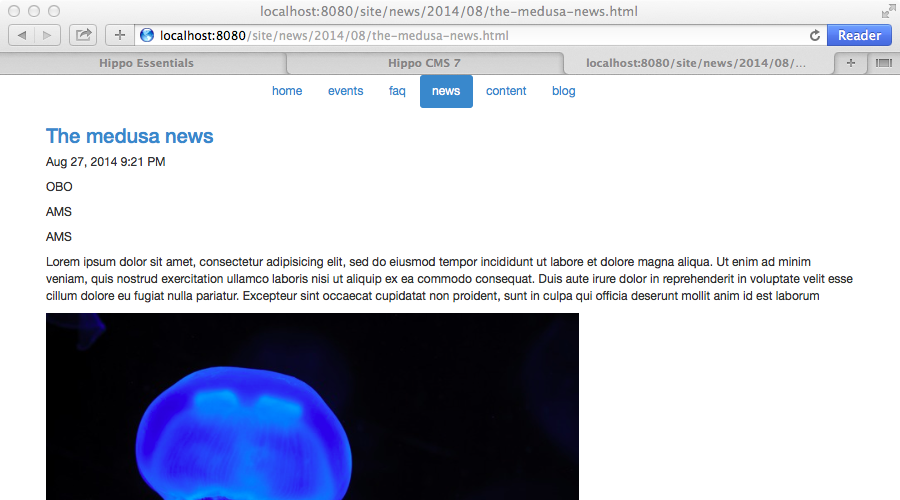 localhost:8080/site/news/2014/08/the-medusa-news.html
localhost:8080/site/news/2014/08/the-medusa-news.html Reader
Hippo Essentials Hippo CMS 7 localhost:8080/site/news/2014/08/...
home events faq news content blog
The medusa news
Aug 27, 2014 9:21 PM
OBO
AMS
AMS
Lorem ipsum dolor sit amet, consectetur adipisicing elit, sed do eiusmod tempor incididunt ut labore et dolore magna aliqua. Ut enim ad minim
veniam, quis nostrud exercitation ullamco laboris nisi ut aliquip ex ea commodo consequat. Duis aute irure dolor in reprehenderit in voluptate velit esse
cillum dolore eu fugiat nulla pariatur. Excepteur sint occaecat cupidatat non proident, sunt in culpa qui officia deserunt mollit anim id est laborum